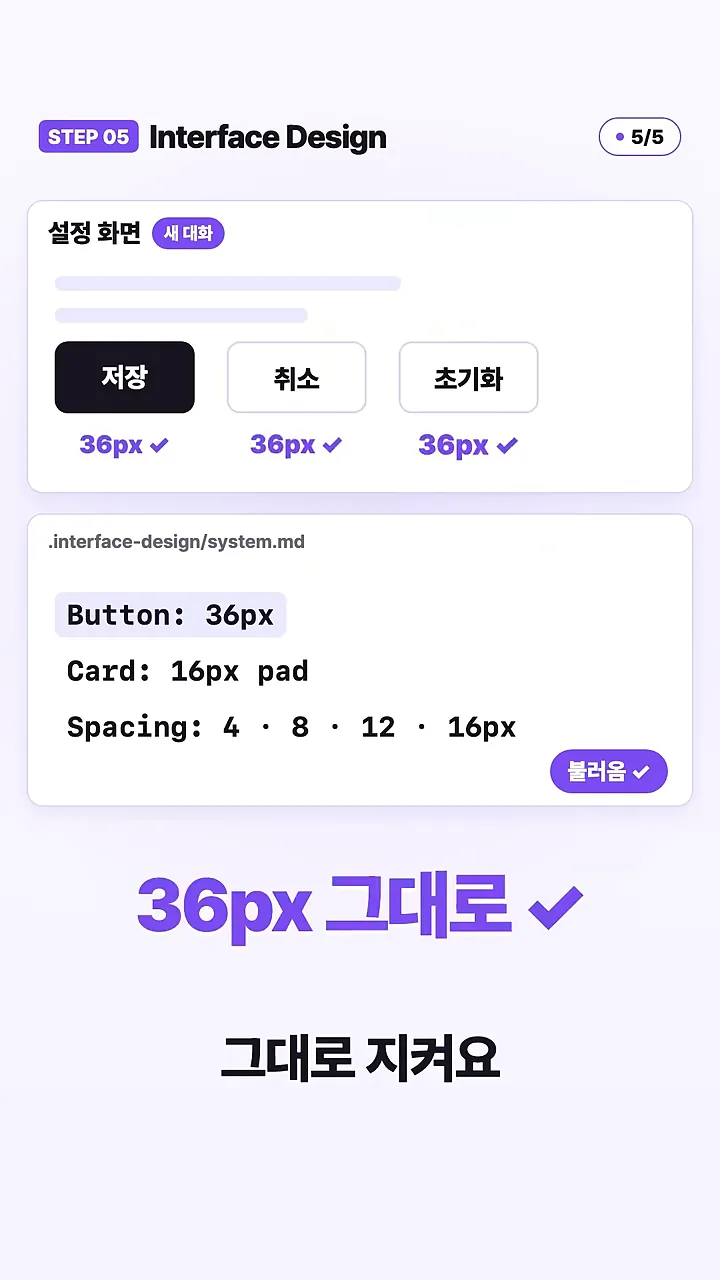 STEP 05 Interface Design 5/5
설정 화면 새 대화
저장 취소 초기화
36px ✓ 36px ✓ 36px ✓
.interface-design/system.md
Button: 36px
Card: 16px pad
Spacing: 4 · 8 · 12 · 16px
불러옴 ✓
36px 그대로 ✓
그대로 지켜요